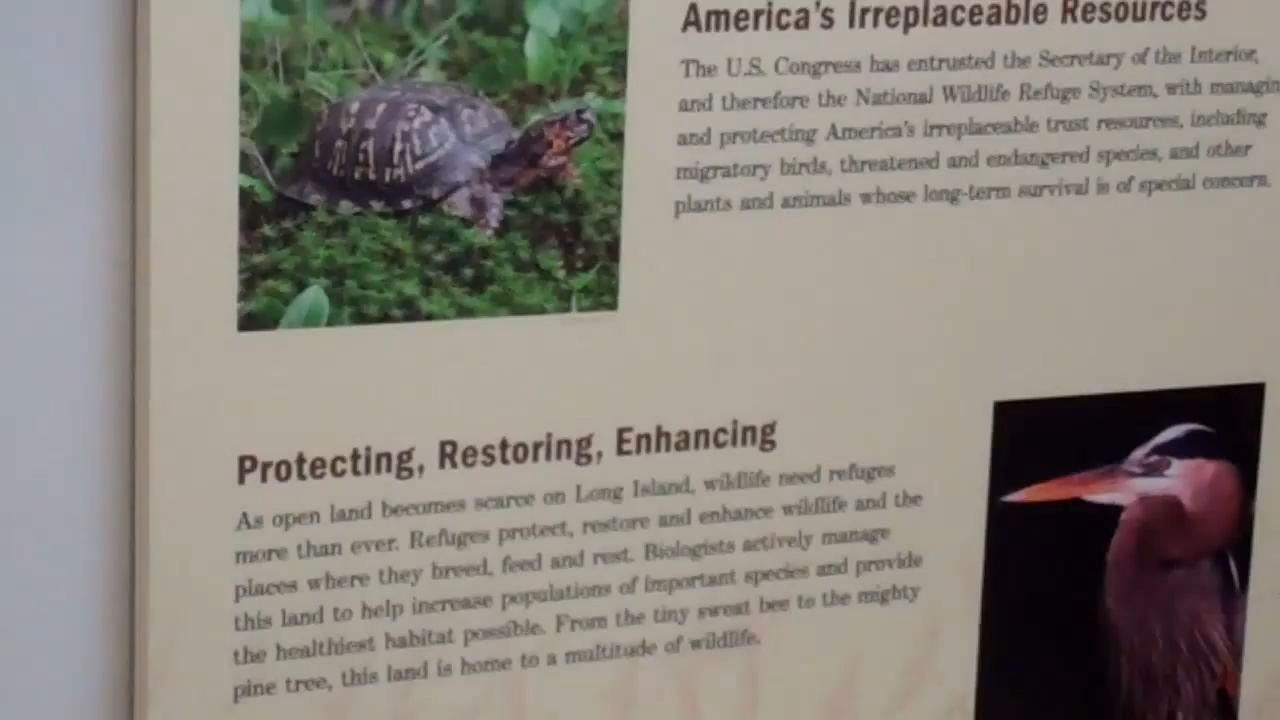 America's Irreplaceable Resources
The U.S. Congress has entrusted the Secretary of the Interior,
and therefore the National Wildlife Refuge System, with managin
and protecting America's irreplaceable trust resources, including
migratory birds, threatened and endangered species, and other
plants and animals whose long-term survival is of special concern.
Protecting, Restoring, Enhancing
As open land becomes scarce on Long Island, wildlife need refuges
more than ever. Refuges protect, restore and enhance wildlife and the
places where they breed, feed and rest. Biologists actively manage
this land to help increase populations of important species and provide
the healthiest habitat possible. From the tiny sweat bee to the mighty
pine tree, this land is home to a multitude of wildlife.